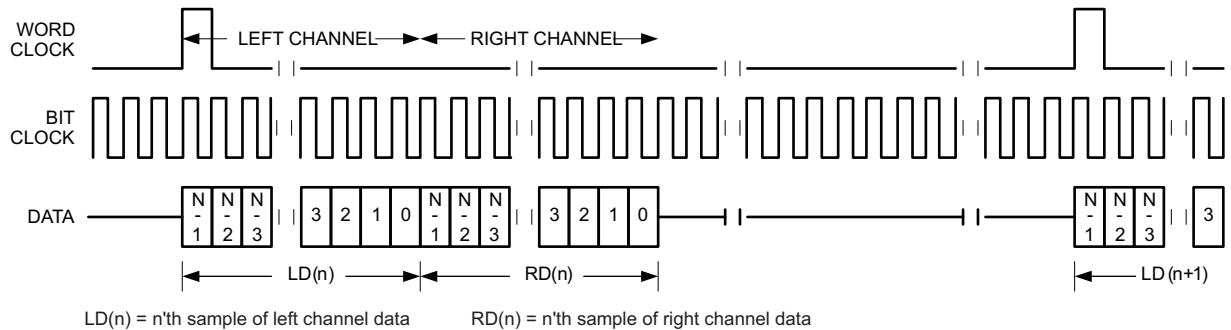 WORD CLOCK
LEFT CHANNEL RIGHT CHANNEL
BIT CLOCK
DATA
N-1 N-2 N-3 3 2 1 0 N-1 N-2 N-3 3 2 1 0 N-1 N-2 N-3 3
LD(n) RD(n) LD (n+1)
LD(n) = n'th sample of left channel data RD(n) = n'th sample of right channel data